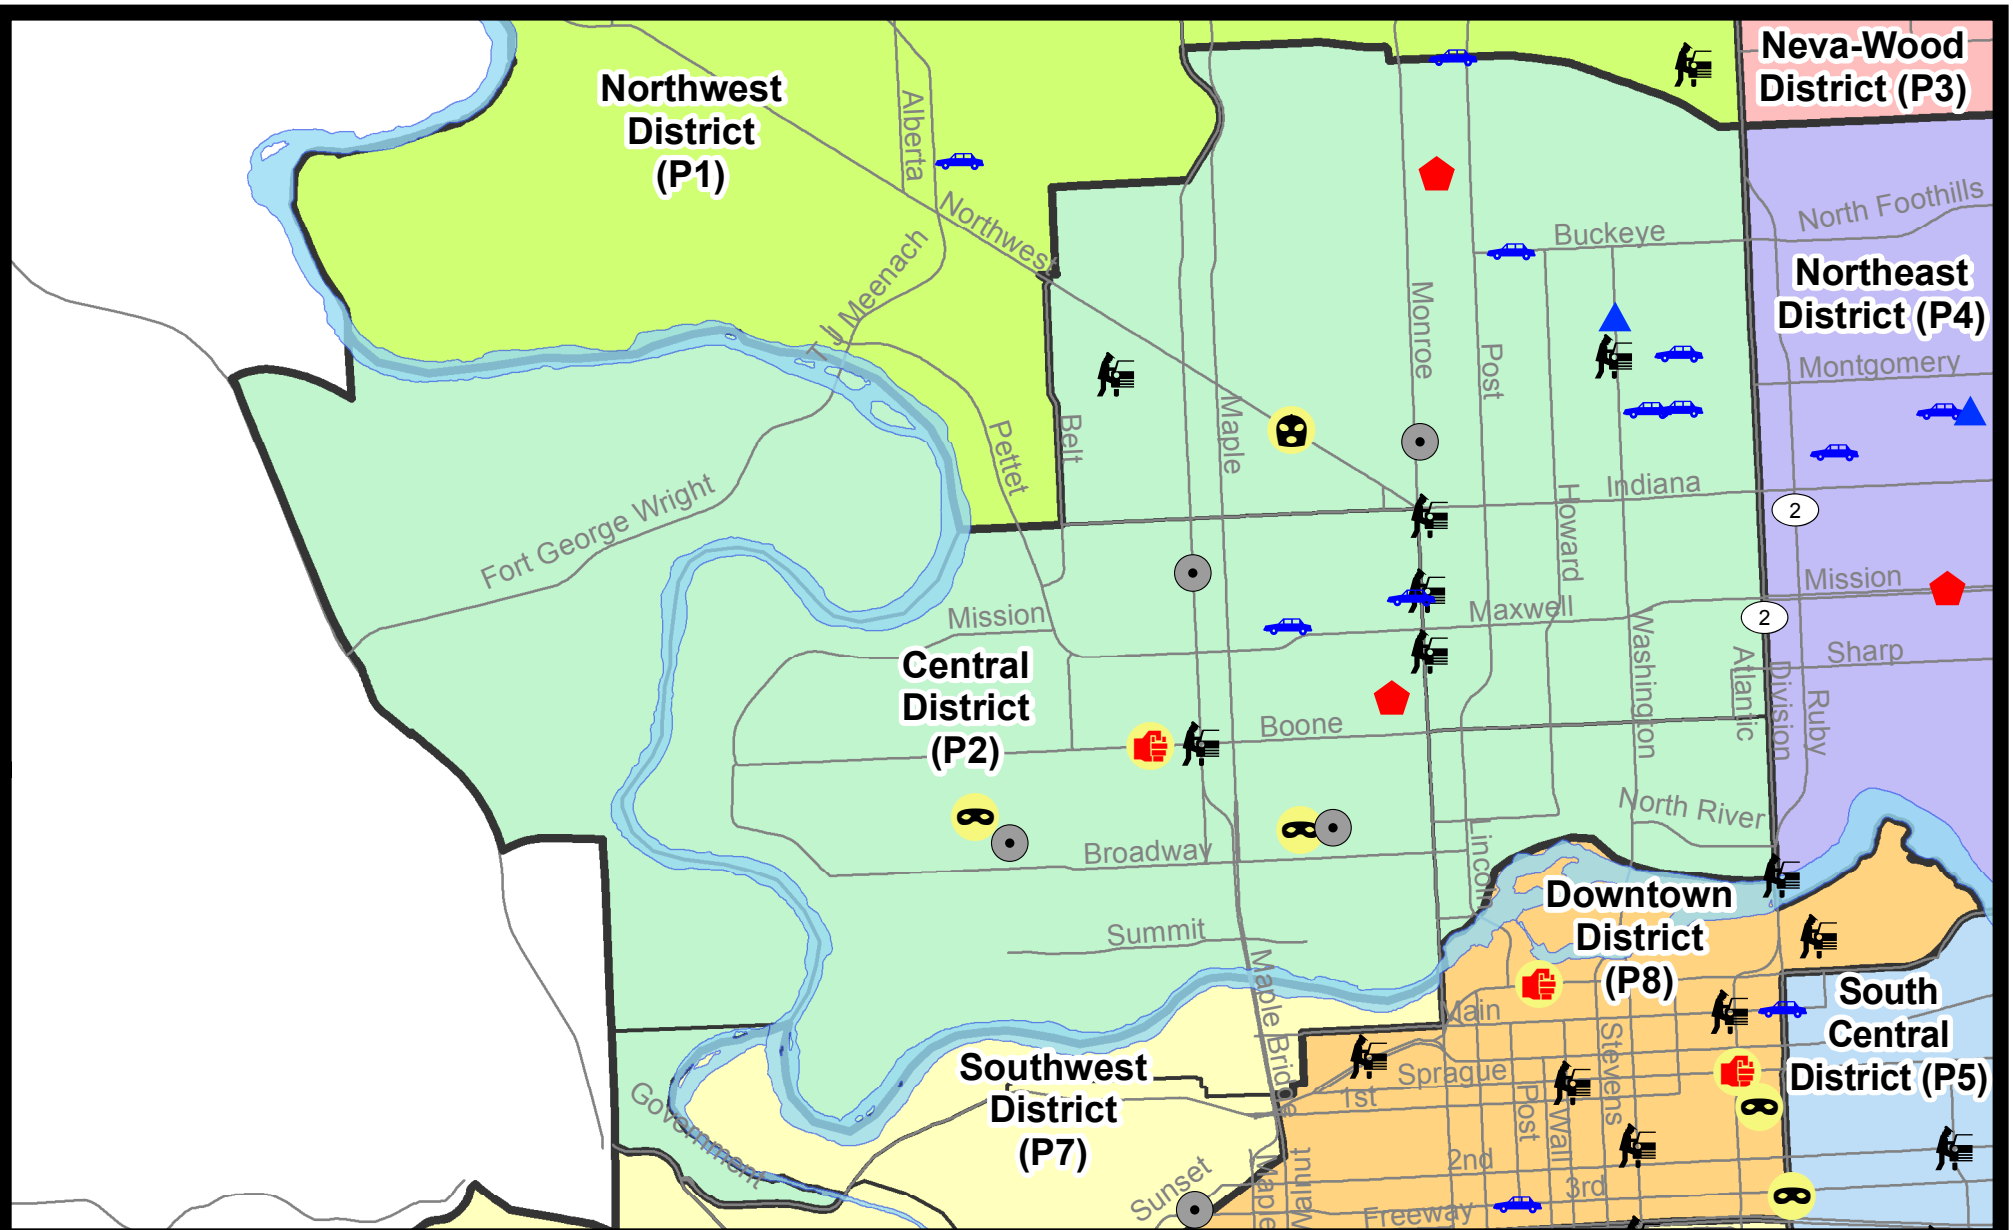 Northwest
District
(P1)
Neva-Wood
District (P3)
Alberta
Northwest
North Foothills
Buckeye
Northeast
District (P4)
T J Meenach
Monroe
Post
Montgomery
Belt
Pettet
Maple
Fort George Wright
Indiana
Howard
2
Mission
Mission
Maxwell
2
Washington
Atlantic
Division
Ruby
Sharp
Central
District
(P2)
Boone
North River
Broadway
Lincoln
Downtown
District
(P8)
Summit
Maple Bridge
Main
Stevens
South
Central
District (P5)
Southwest
District
(P7)
Sprague
1st
Post
Wall
Government
2nd
3rd
Sunset
Maple
Walnut
Freeway